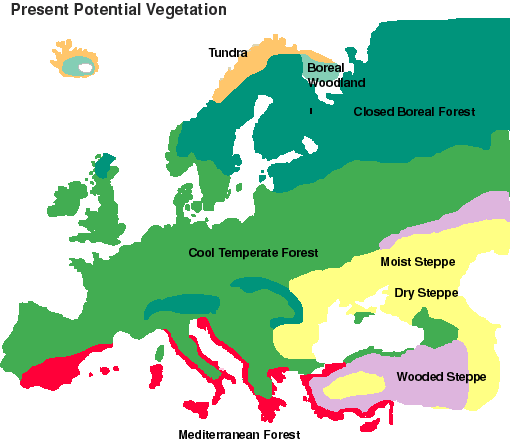 Present Potential Vegetation
Tundra
Boreal
Woodland
Closed Boreal Forest
Cool Temperate Forest
Moist Steppe
Dry Steppe
Wooded Steppe
Mediterranean Forest